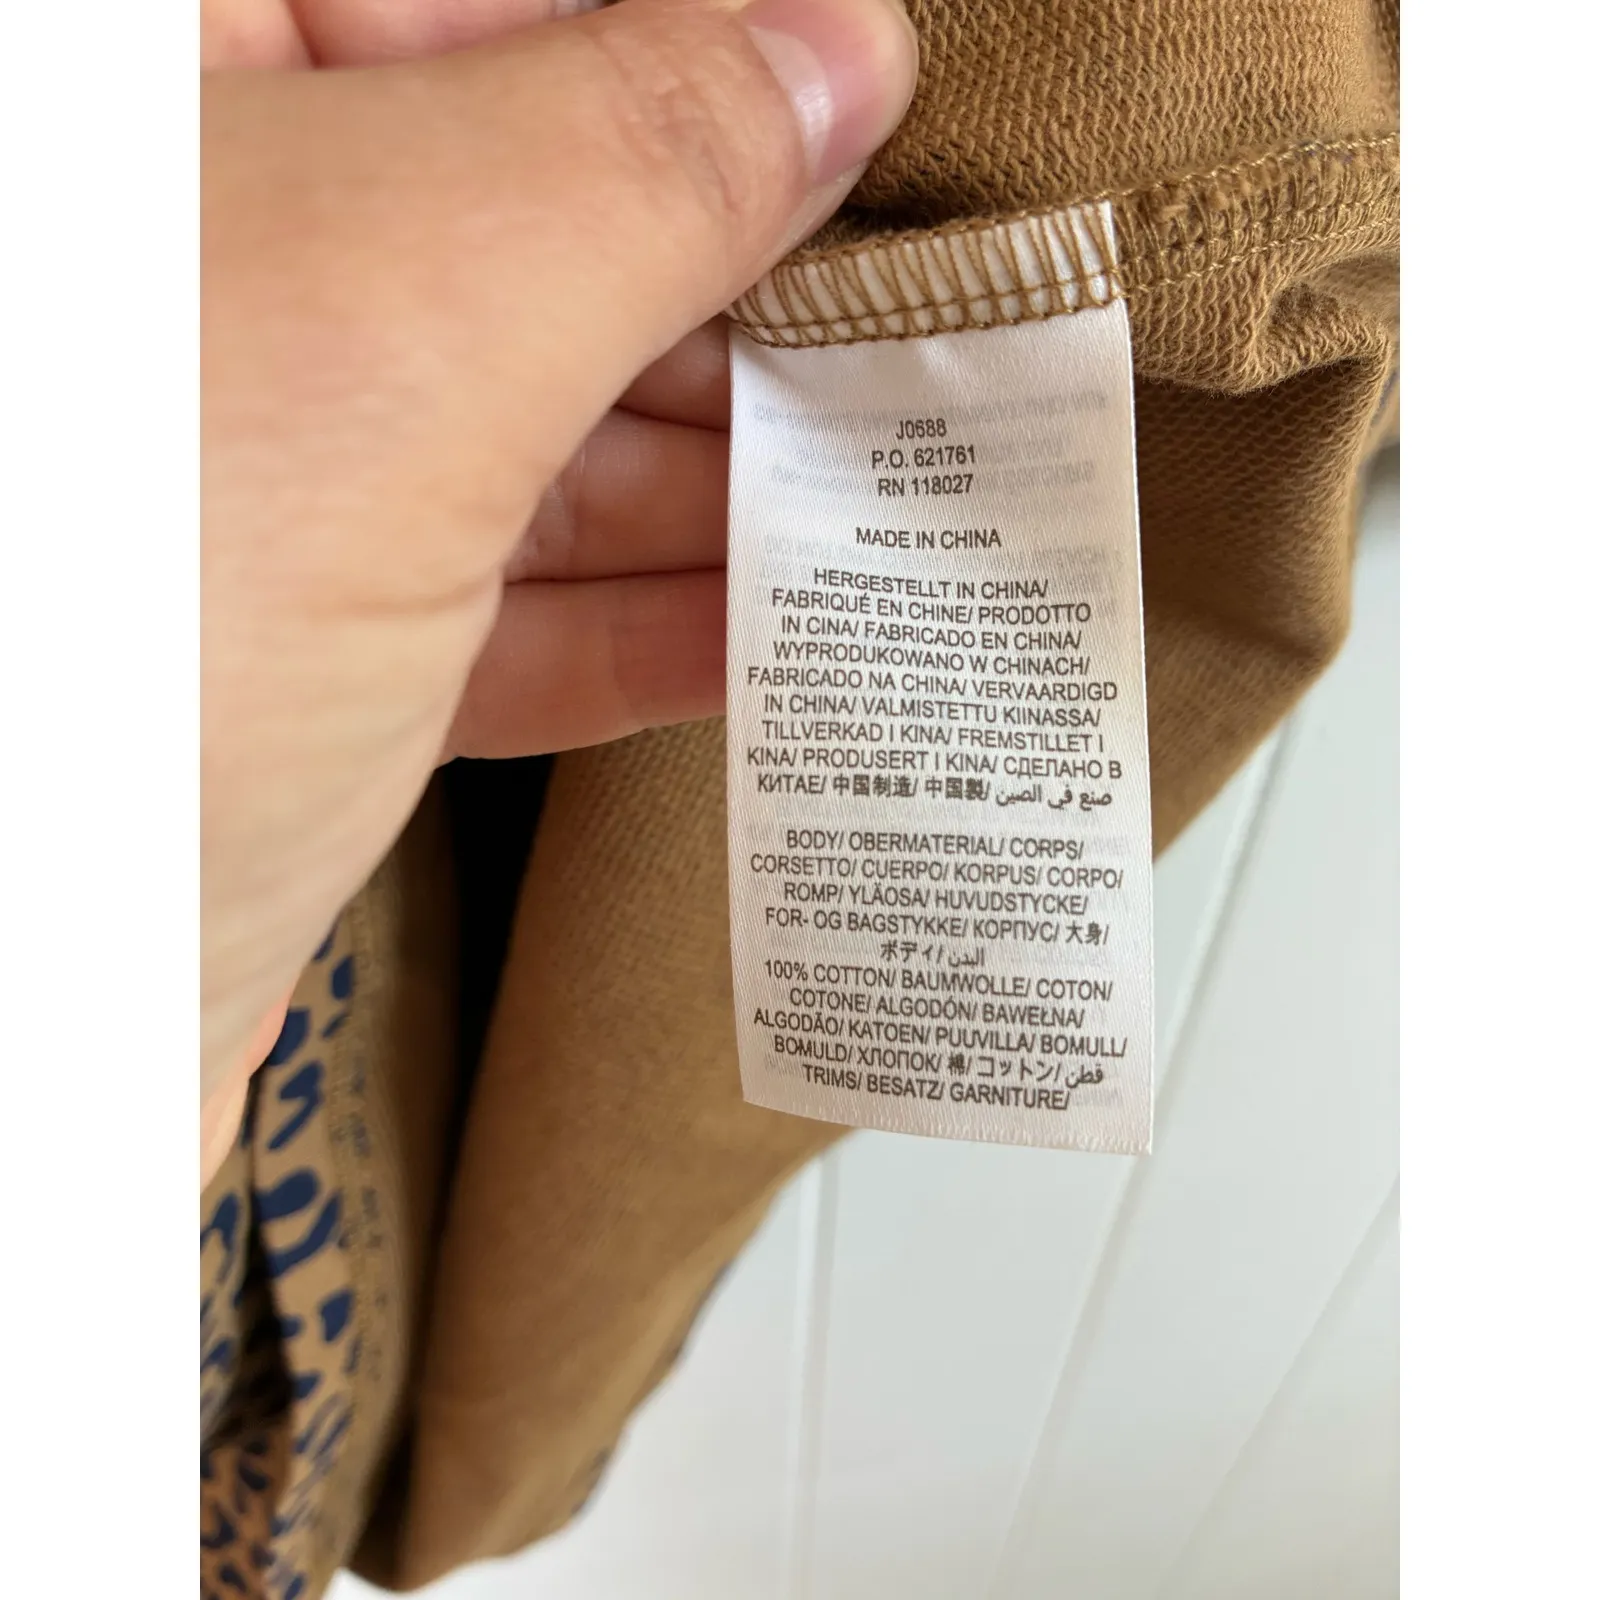 J0688
P.O. 621761
RN 118027
MADE IN CHINA
HERGESTELLT IN CHINA/
FABRIQUÉ EN CHINE/ PRODOTTO
IN CINA/ FABRICADO EN CHINA/
WYPRODUKOWANO W CHINACH/
FABRICADO NA CHINA/ VERVAARDIGD
IN CHINA/ VALMISTETTU KIINASSA/
TILLVERKAD I KINA/ FREMSTILLET I
KINA/ PRODUSERT I KINA/ СДЕЛАНО В
КИТАЕ/ 中国制造/ 中国製/ صنع في الصين
BODY/ OBERMATERIAL/ CORPS/
CORSETTO/ CUERPO/ KORPUS/ CORPO/
ROMP/ YLÄOSA/ HUVUDSTYCKE/
FOR- OG BAGSTYKKE/ КОРПУС/ 大身/
ボディ/ البدن
100% COTTON/ BAUMWOLLE/ COTON/
COTONE/ ALGODÓN/ BAWEŁNA/
ALGODÃO/ KATOEN/ PUUVILLA/ BOMULL/
BOMULD/ ХЛОПОК/ 棉/ コットン/ قطن
TRIMS/ BESATZ/ GARNITURE/